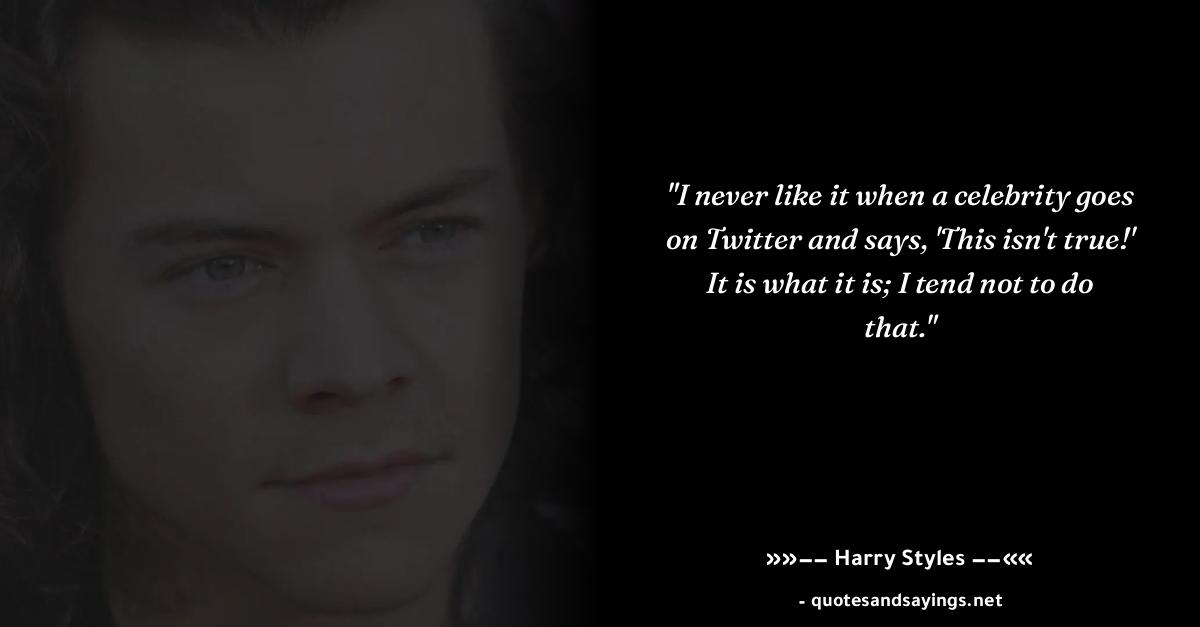 "I never like it when a celebrity goes
on Twitter and says, 'This isn't true!'
It is what it is; I tend not to do
that."
»»−− Harry Styles −−««
- quotesandsayings.net